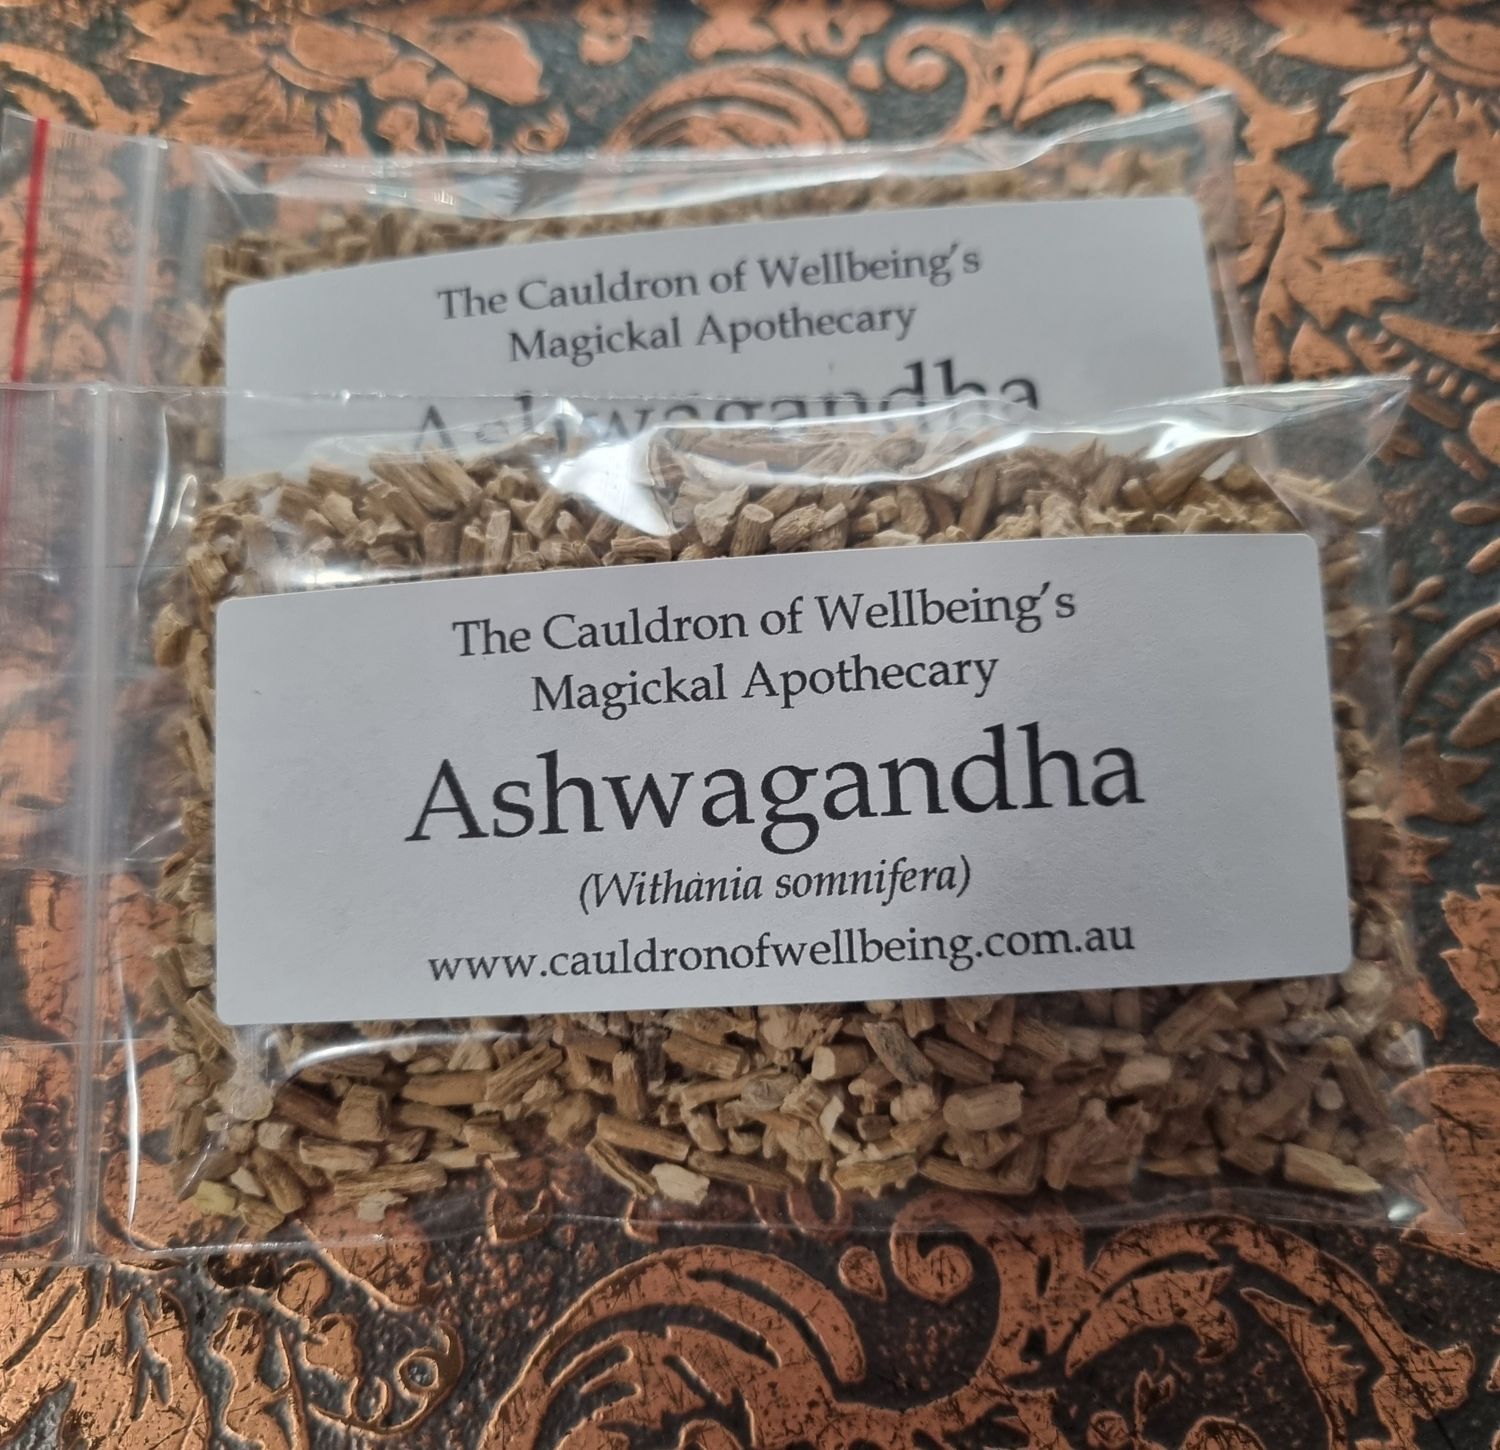 The Cauldron of Wellbeing's
Magickal Apothecary
Ashwagandha
The Cauldron of Wellbeing's
Magickal Apothecary
Ashwagandha
(Withania somnifera)
www.cauldronofwellbeing.com.au